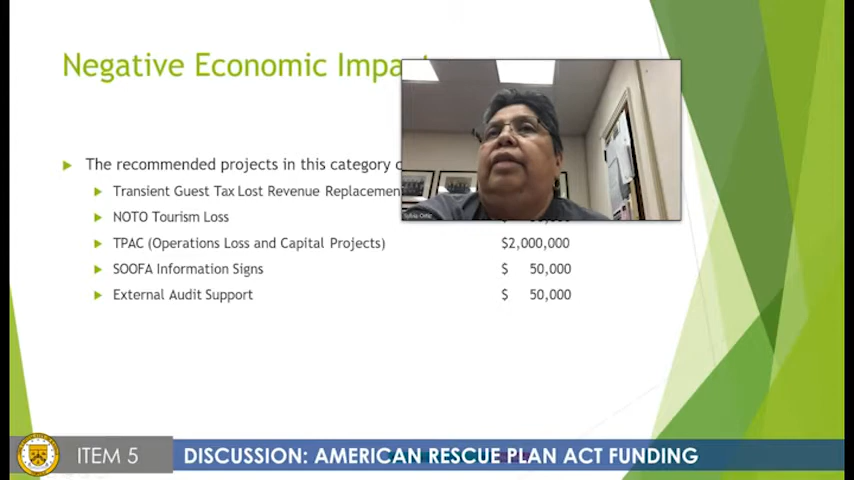 Negative Economic
The recommended projects in this category
Transient Guest Tax Lost Revenue
NOTO Tourism Loss
TPAC (Operations Loss and Capital Projects) $2,000,000
SOOFA Information Signs $ 50,000
External Audit Support $ 50,000
Sylvia Ortiz
ITEM 5 DISCUSSION: AMERICAN RESCUE PLAN ACT FUNDING